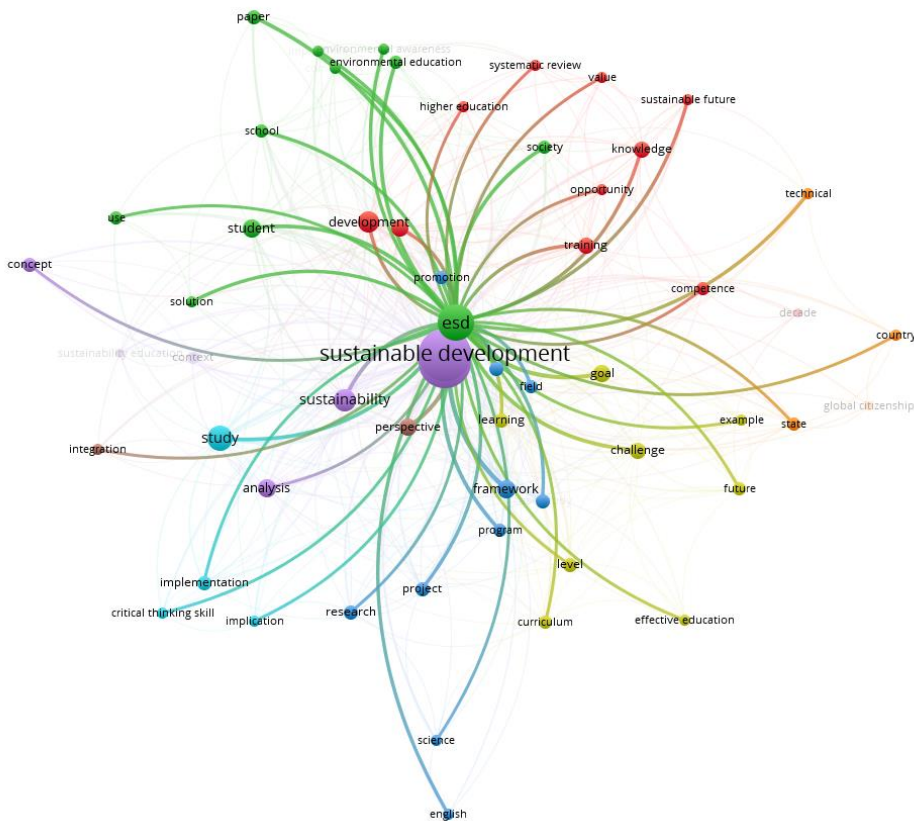 paper
environmental awareness
environmental education
systematic review
value
higher education
sustainable future
school
society
knowledge
opportunity
technical
use
student
development
training
concept
promotion
competence
solution
decade
esd
country
sustainability education
context
sustainable development
goal
field
sustainability
global citizenship
learning
example
perspective
state
study
integration
challenge
analysis
framework
future
program
level
implementation
project
critical thinking skill
implication
research
curriculum
effective education
science
english